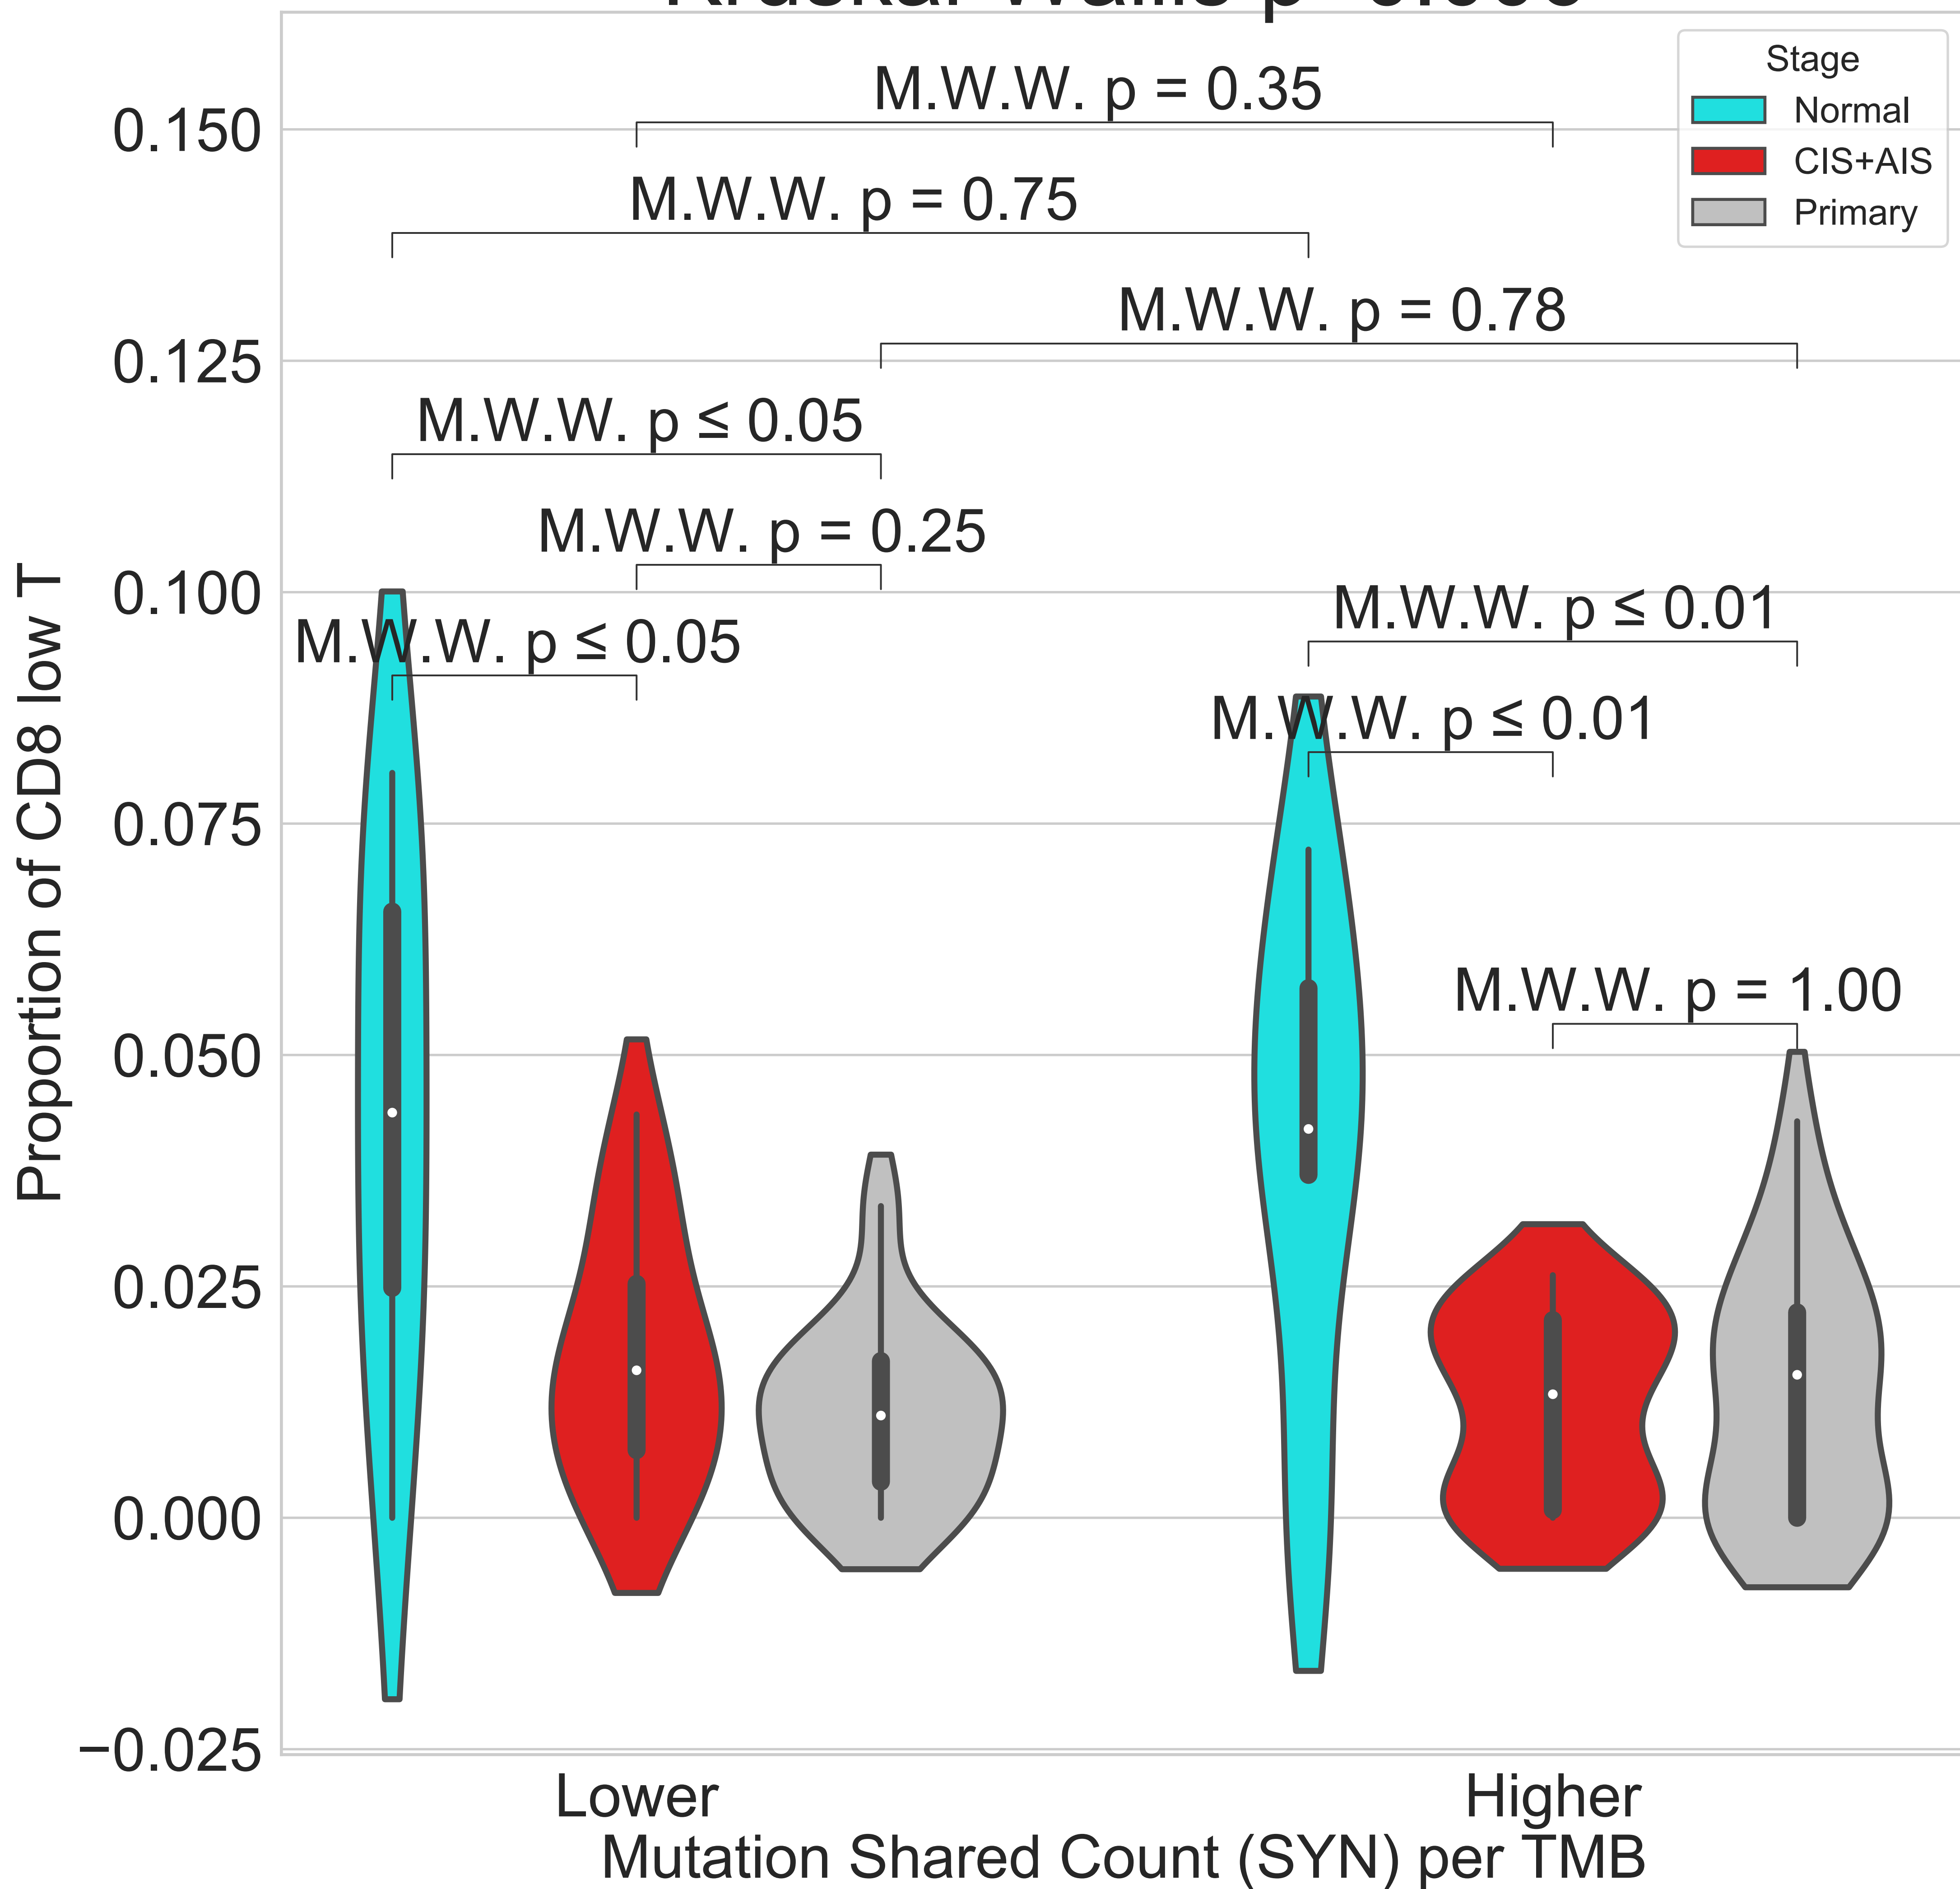 Stage
Normal
CIS+AIS
Primary
M.W.W. p = 0.35
M.W.W. p = 0.75
M.W.W. p = 0.78
M.W.W. p ≤ 0.05
M.W.W. p = 0.25
M.W.W. p ≤ 0.05
M.W.W. p ≤ 0.01
M.W.W. p ≤ 0.01
M.W.W. p = 1.00
0.150
0.125
0.100
0.075
0.050
0.025
0.000
−0.025
Proportion of CD8 low T
Lower
Higher
Mutation Shared Count (SYN) per TMB